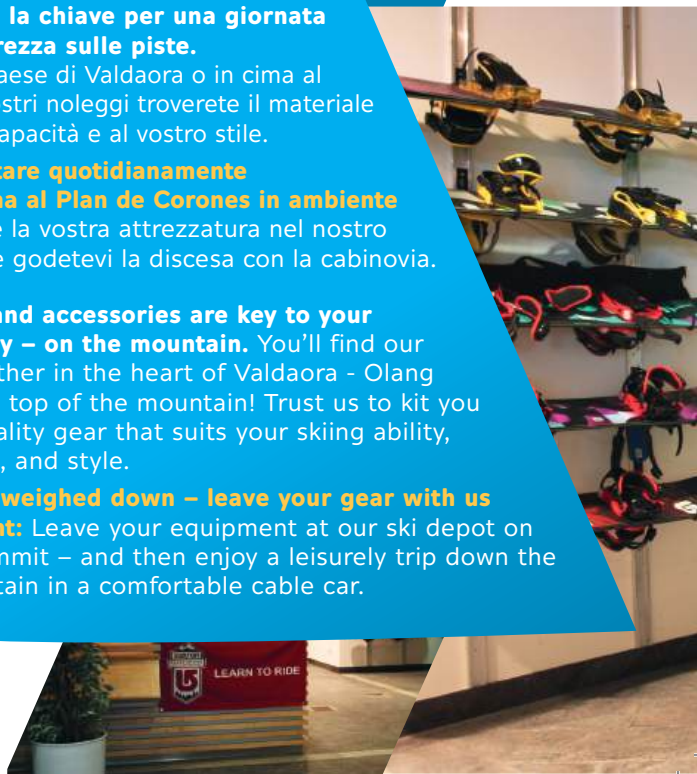 la chiave per una giornata
rezza sulle piste.
aese di Valdaora o in cima al
stri noleggi troverete il materiale
apacità e al vostro stile.
tare quotidianamente
na al Plan de Corones in ambiente
e la vostra attrezzatura nel nostro
e godetevi la discesa con la cabinovia.
and accessories are key to your
y – on the mountain. You’ll find our
ther in the heart of Valdaora - Olang
top of the mountain! Trust us to kit you
ality gear that suits your skiing ability,
, and style.
weighed down – leave your gear with us
nt: Leave your equipment at our ski depot on
mmit – and then enjoy a leisurely trip down the
tain in a comfortable cable car.
LEARN TO RIDE